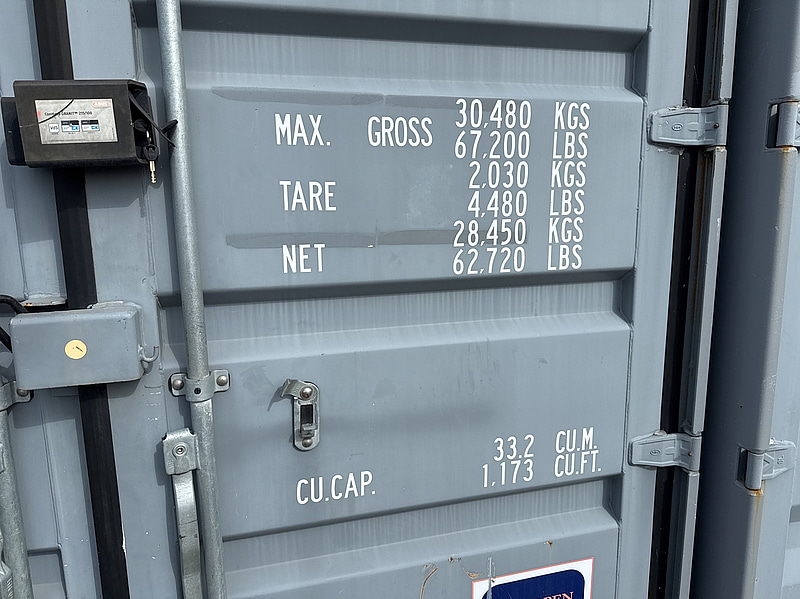 MAX. GROSS 30,480 KGS
67,200 LBS
TARE 2,030 KGS
4,480 LBS
NET 28,450 KGS
62,720 LBS
CU.CAP. 33.2 CU.M.
1,173 CU.FT.